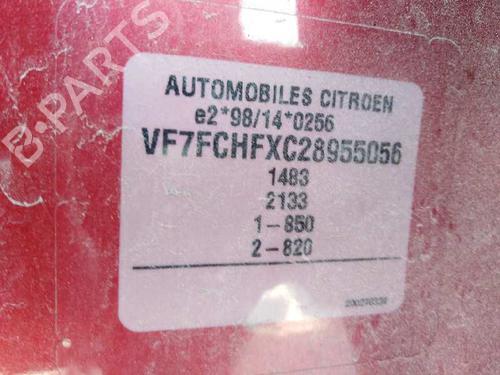 B-PARTS
AUTOMOBILES CITROEN
e2*98/14*0256
VF7FCHFXC28955056
1483
2133
1-850
2-820